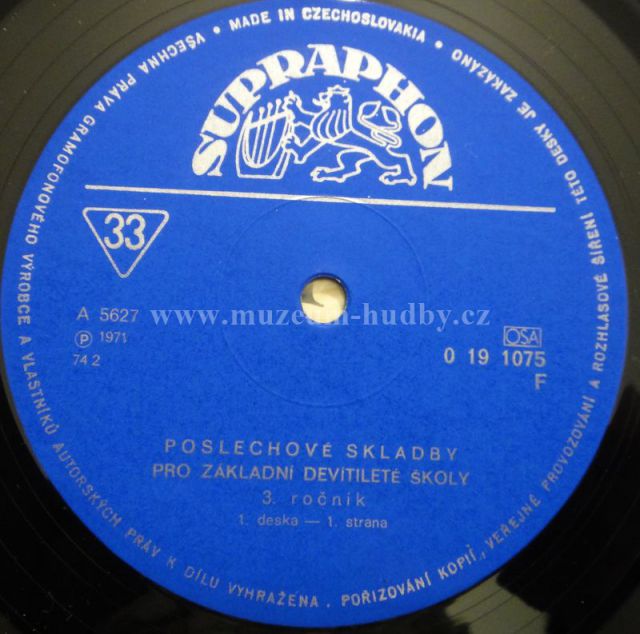 VŠECHNA PRÁVA GRAMOFONOVÉHO VÝROBCE A VLASTNÍKŮ AUTORSKÝCH PRÁV K DÍLU VYHRAŽENA. POŘIZOVÁNÍ KOPIÍ, VEŘEJNÉ PROVOZOVÁNÍ A ROZHLASOVÉ ŠÍŘENÍ TÉTO DESKY JE ZAKÁZÁNO
• MADE IN CZECHOSLOVAKIA •
SUPRAPHON
33
A 5627
Ⓟ 1971
74 2
www.muzeum-hudby.cz
OSA
0 19 1075
F
POSLECHOVÉ SKLADBY
PRO ZÁKLADNÍ DEVÍTILETÉ ŠKOLY
3. ročník
1. deska — 1. strana